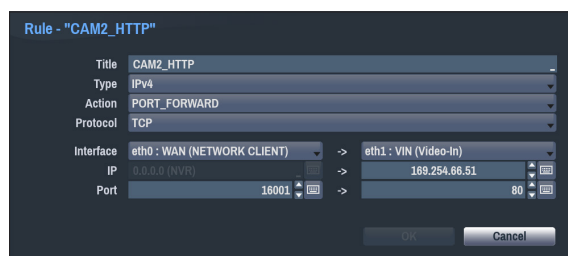 Rule - "CAM2_HTTP"
Title CAM2_HTTP
Type IPv4
Action PORT_FORWARD
Protocol TCP
Interface eth0 : WAN (NETWORK CLIENT) -> eth1 : VIN (Video-In)
IP 0.0.0.0 (NVR) -> 169.254.66.51
Port 16001 -> 80
OK Cancel